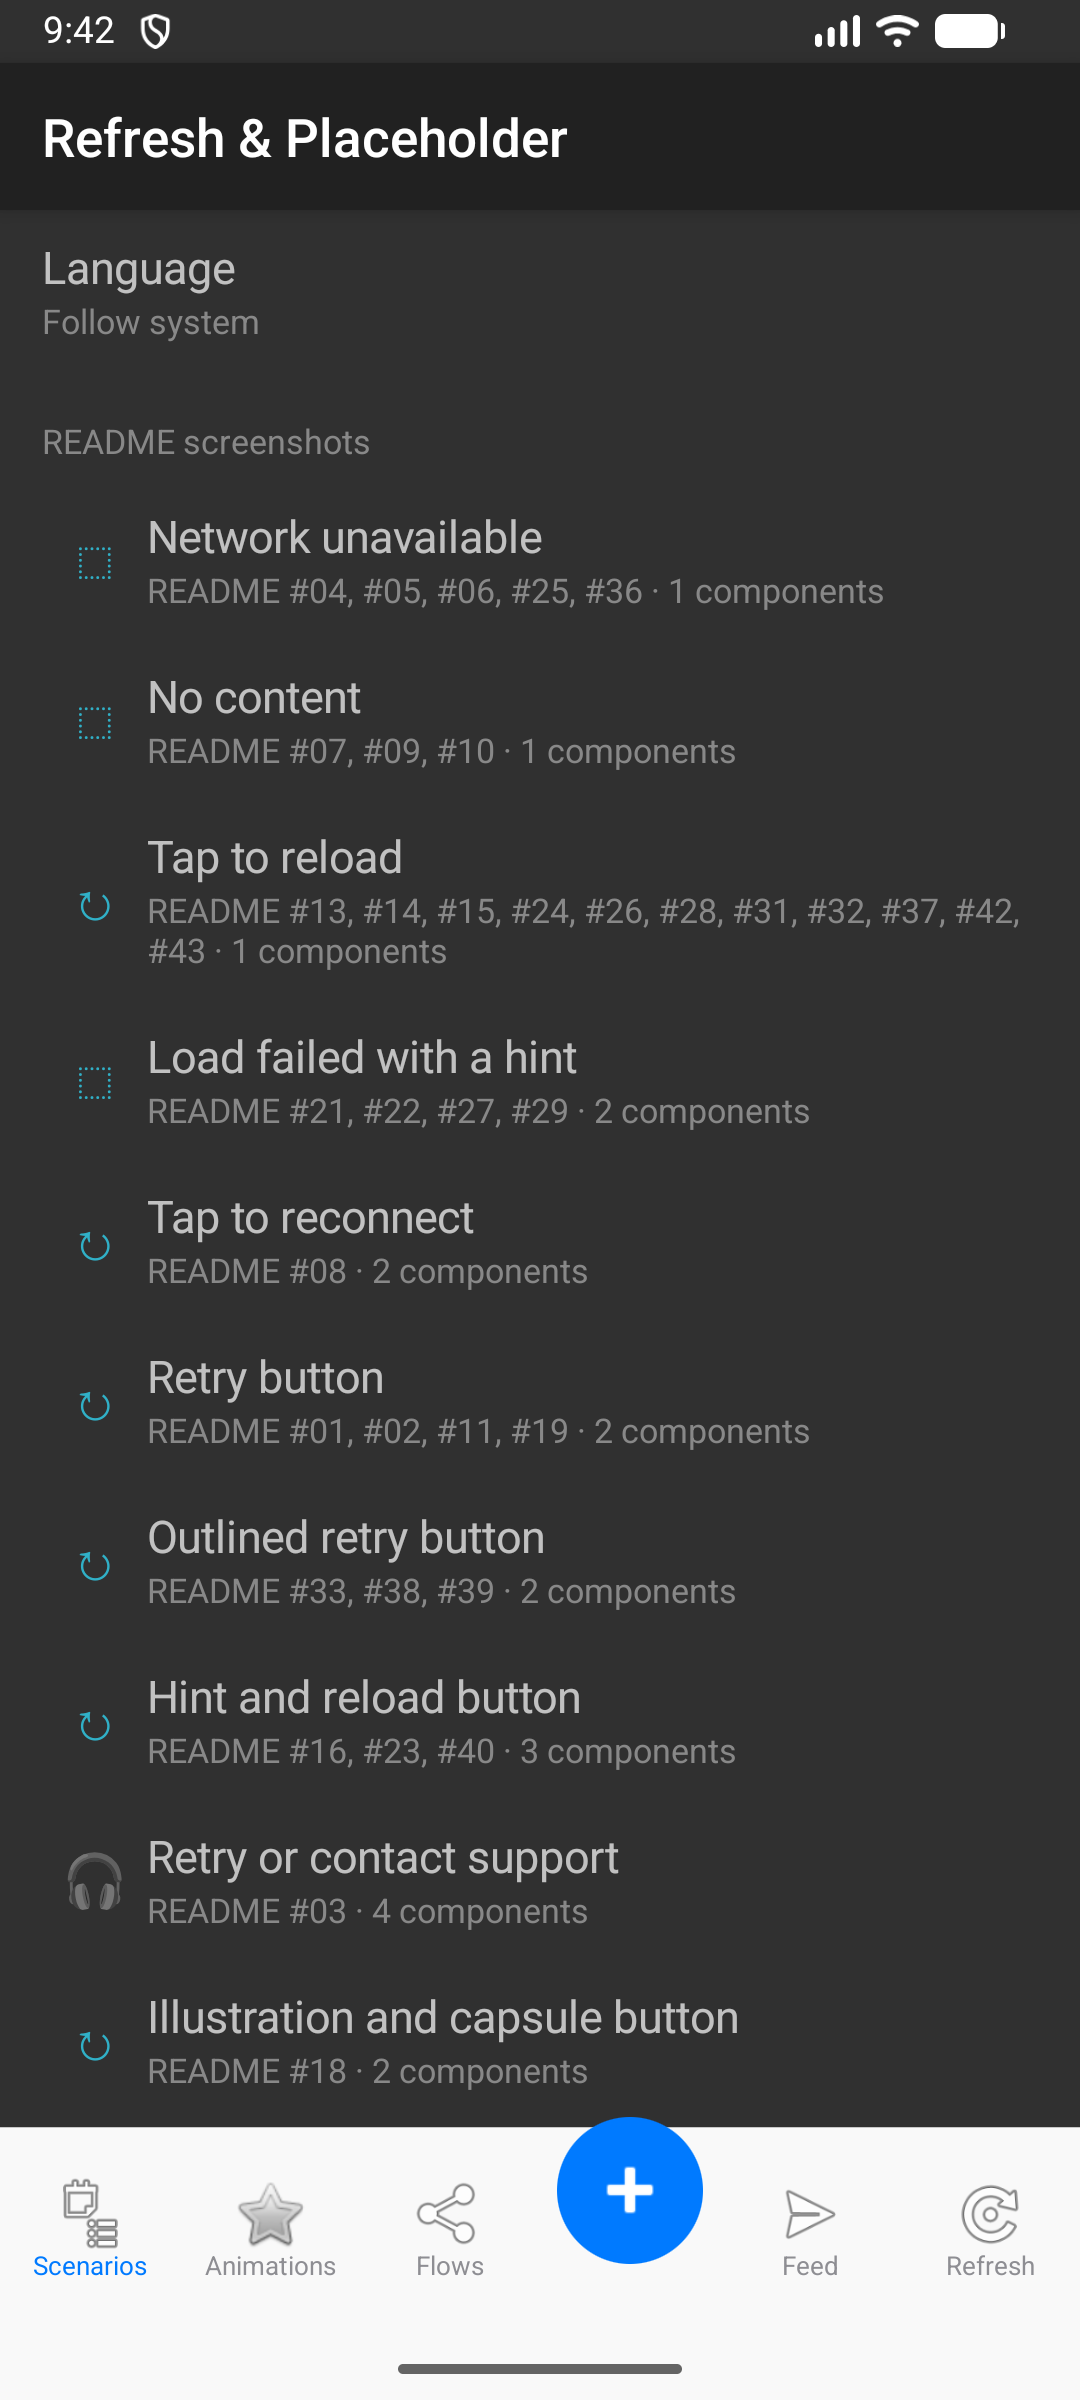 9:42
Refresh & Placeholder
Language
Follow system
README screenshots
Network unavailable
README #04, #05, #06, #25, #36 · 1 components
No content
README #07, #09, #10 · 1 components
Tap to reload
README #13, #14, #15, #24, #26, #28, #31, #32, #37, #42,
#43 · 1 components
Load failed with a hint
README #21, #22, #27, #29 · 2 components
Tap to reconnect
README #08 · 2 components
Retry button
README #01, #02, #11, #19 · 2 components
Outlined retry button
README #33, #38, #39 · 2 components
Hint and reload button
README #16, #23, #40 · 3 components
Retry or contact support
README #03 · 4 components
Illustration and capsule button
README #18 · 2 components
Scenarios
Animations
Flows
Feed
Refresh